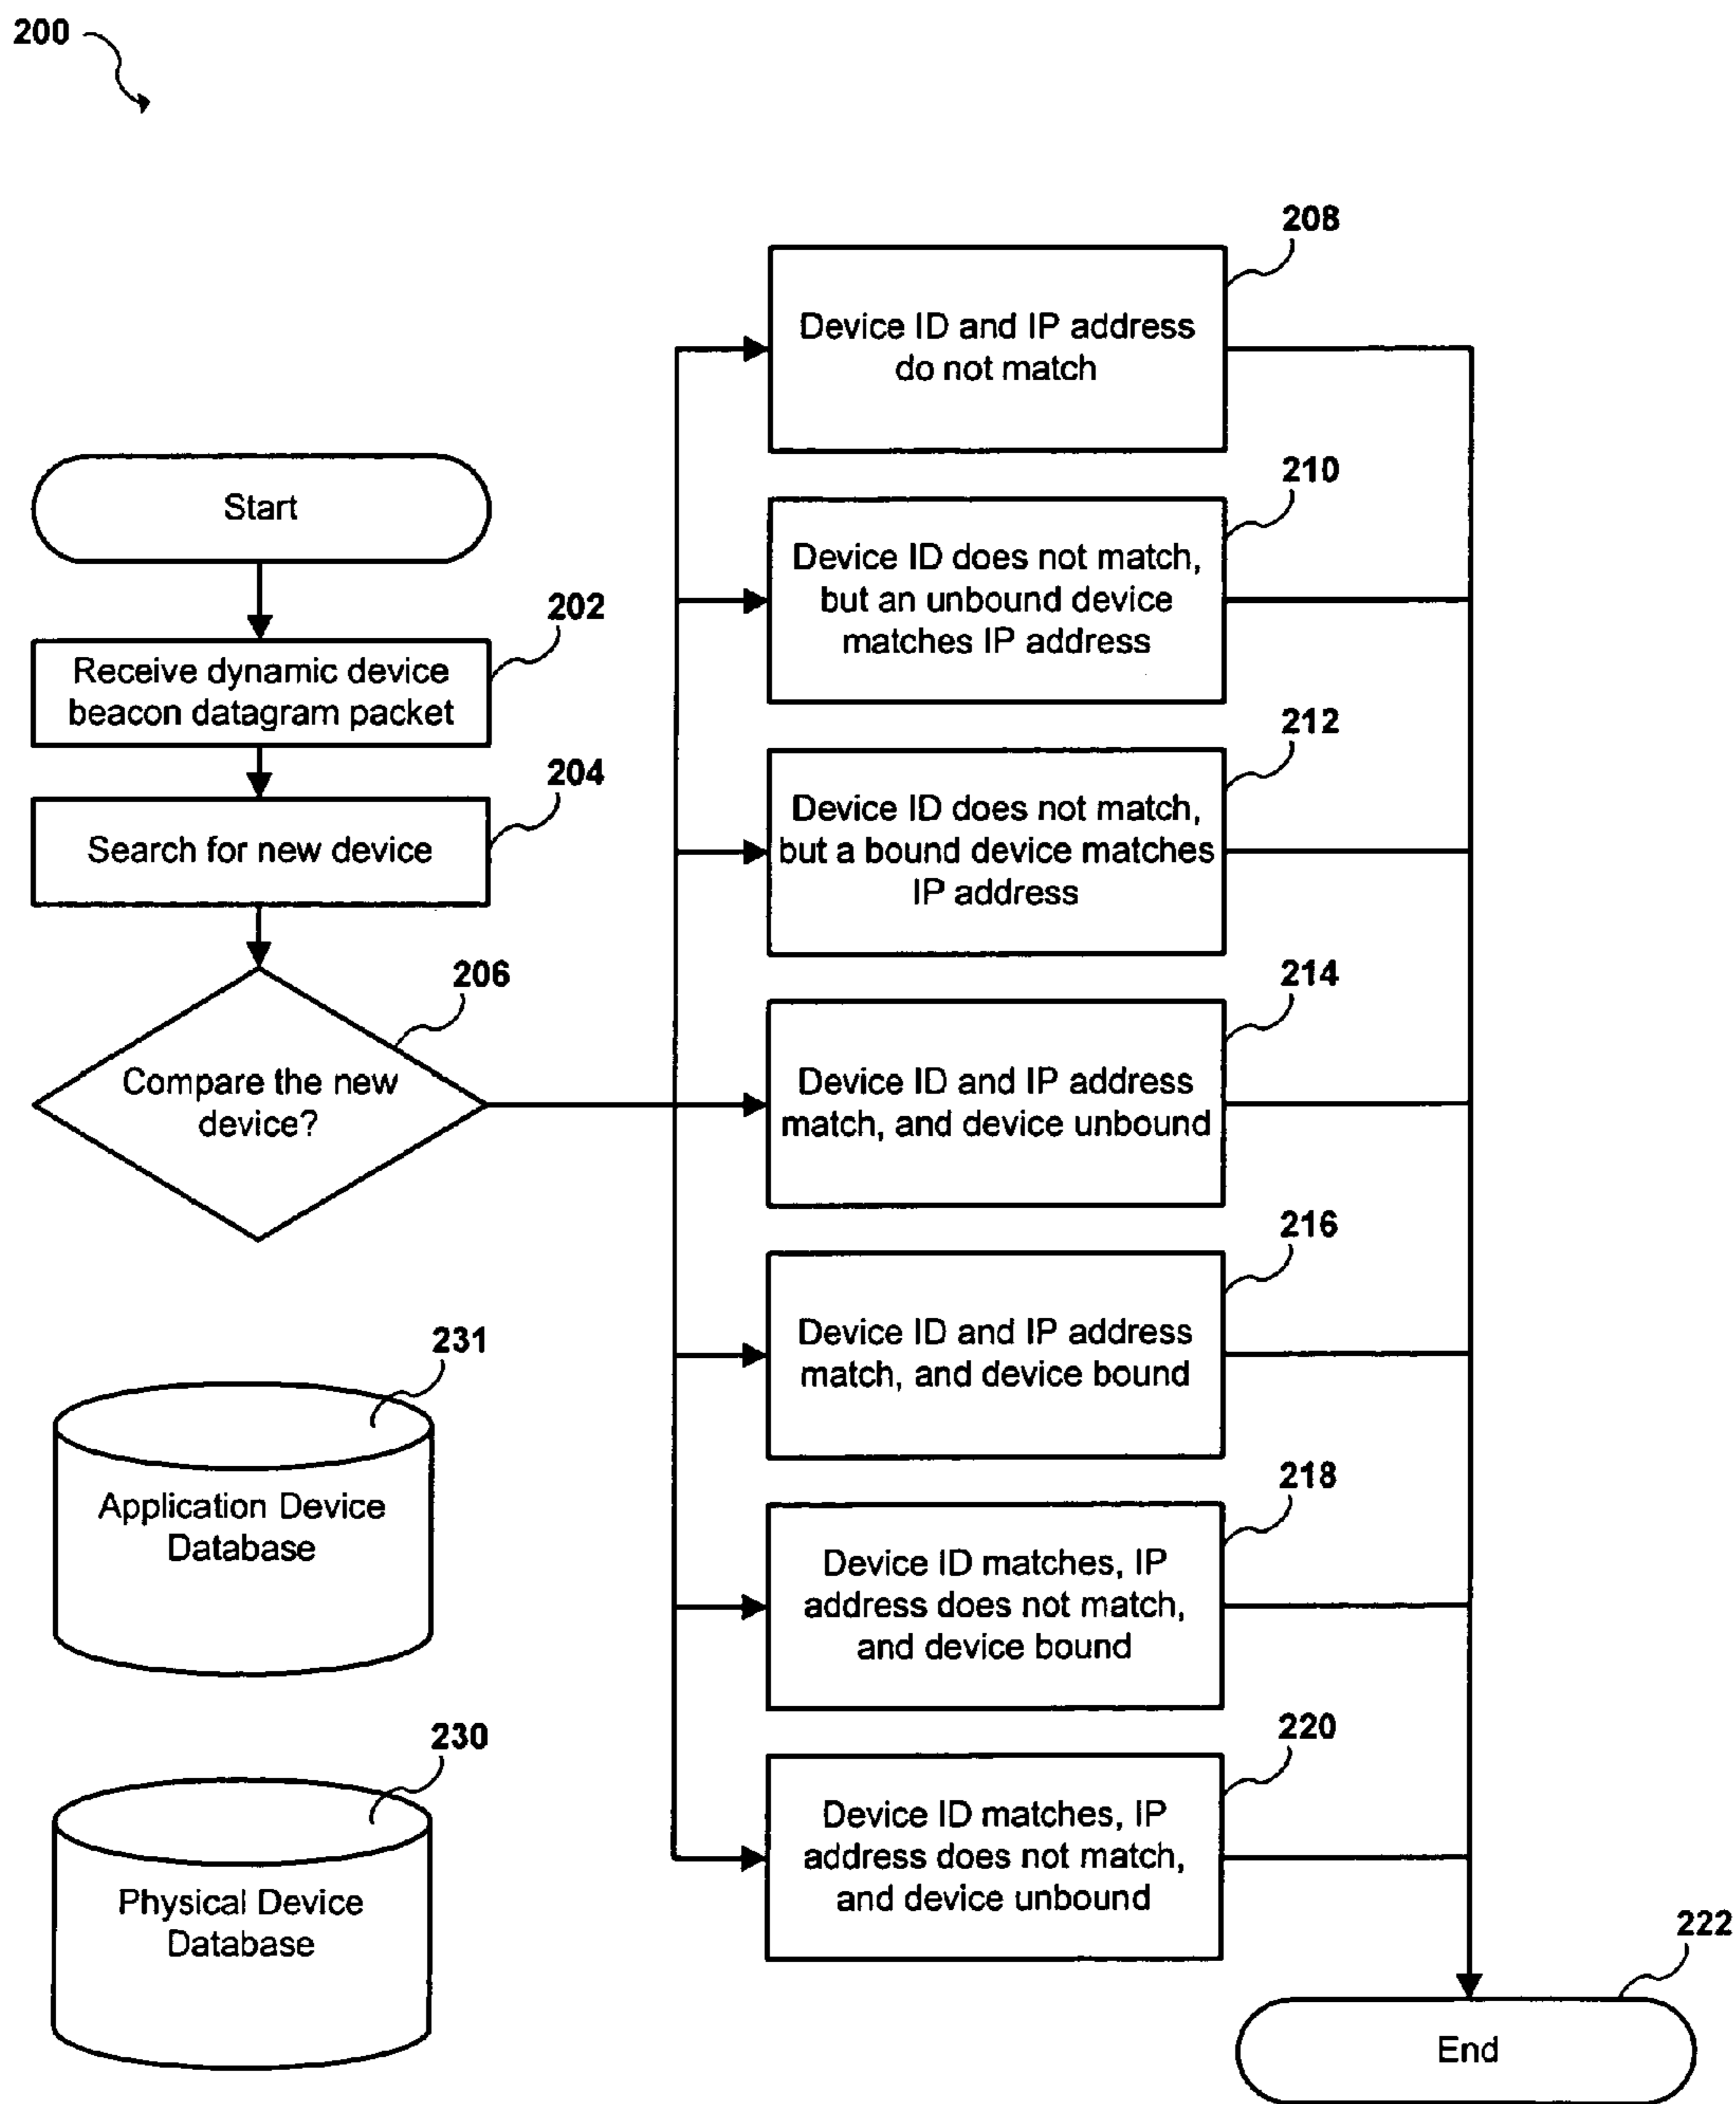 200
208
Device ID and IP address
do not match
Start
210
Device ID does not match,
but an unbound device
matches IP address
202
Receive dynamic device
beacon datagram packet
212
Device ID does not match,
but a bound device matches
IP address
204
Search for new device
206
Compare the new
device?
214
Device ID and IP address
match, and device unbound
216
Device ID and IP address
match, and device bound
231
Application Device
Database
218
Device ID matches, IP
address does not match,
and device bound
230
Physical Device
Database
220
Device ID matches, IP
address does not match,
and device unbound
222
End